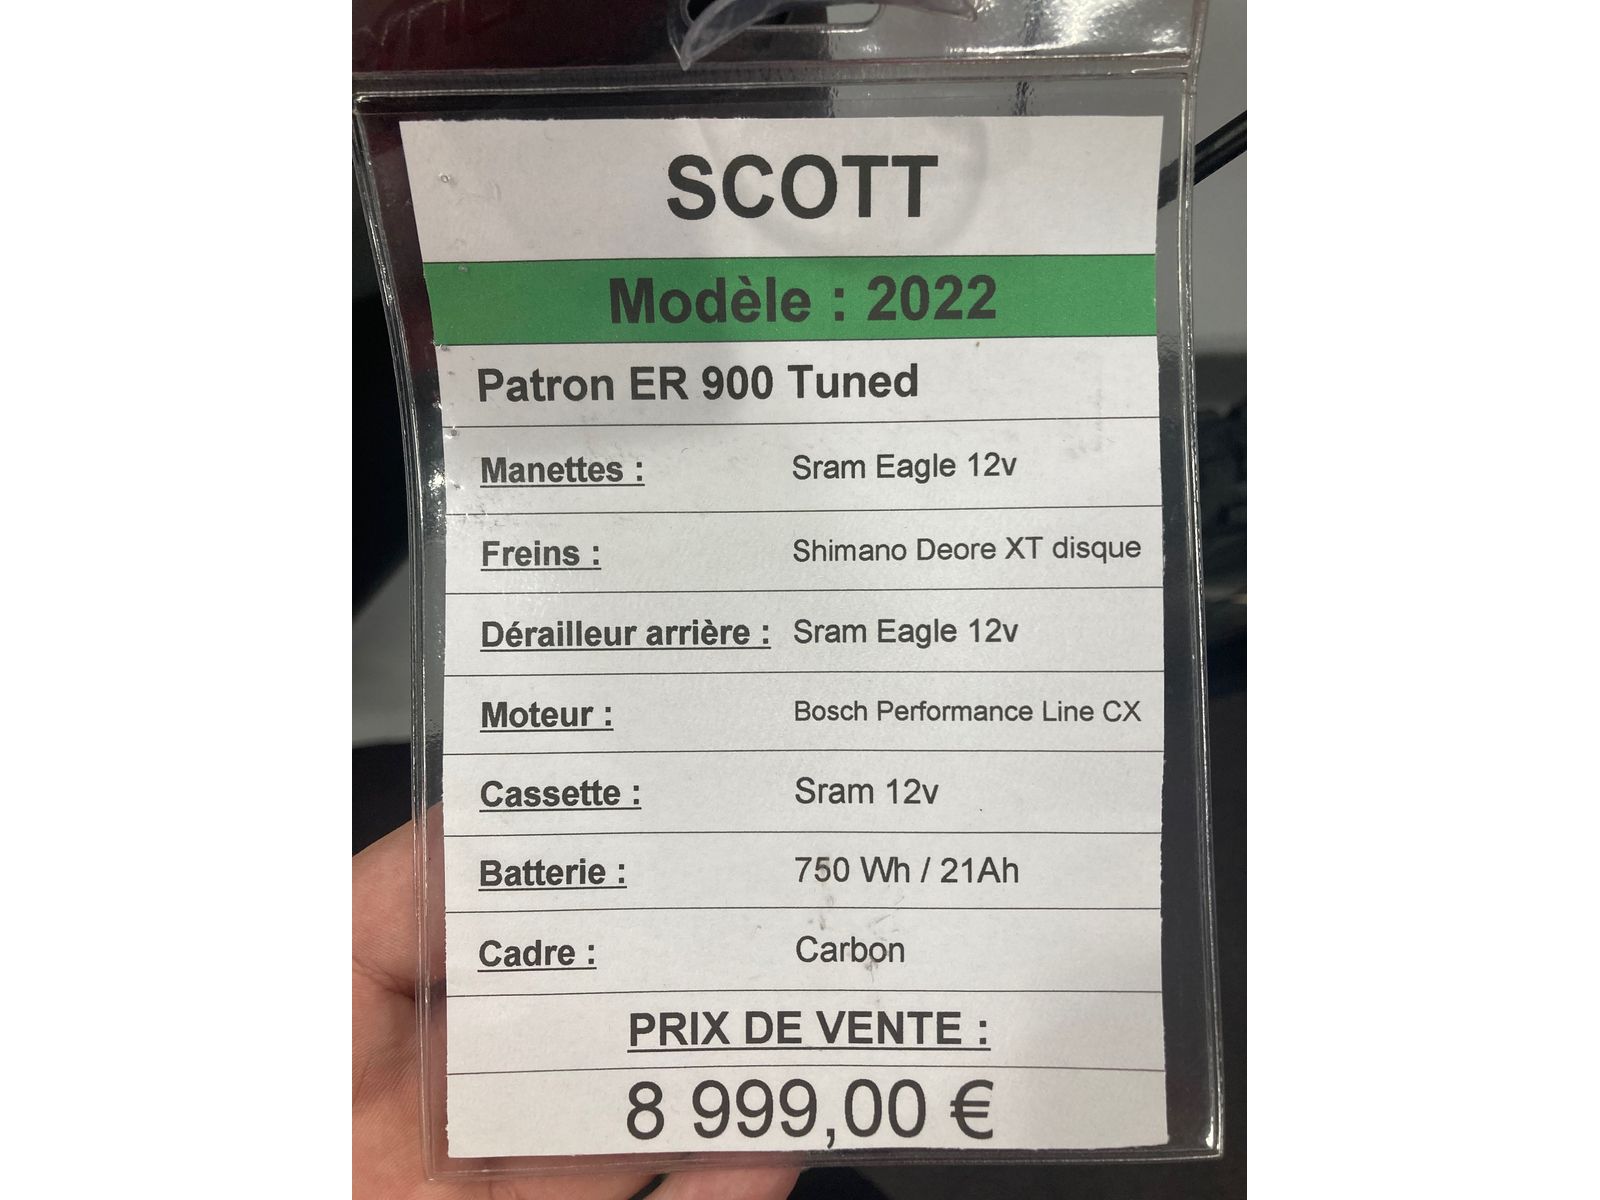 SCOTT
Modèle : 2022
Patron ER 900 Tuned
Manettes : Sram Eagle 12v
Freins : Shimano Deore XT disque
Dérailleur arrière : Sram Eagle 12v
Moteur : Bosch Performance Line CX
Cassette : Sram 12v
Batterie : 750 Wh / 21Ah
Cadre : Carbon
PRIX DE VENTE :
8 999,00 €